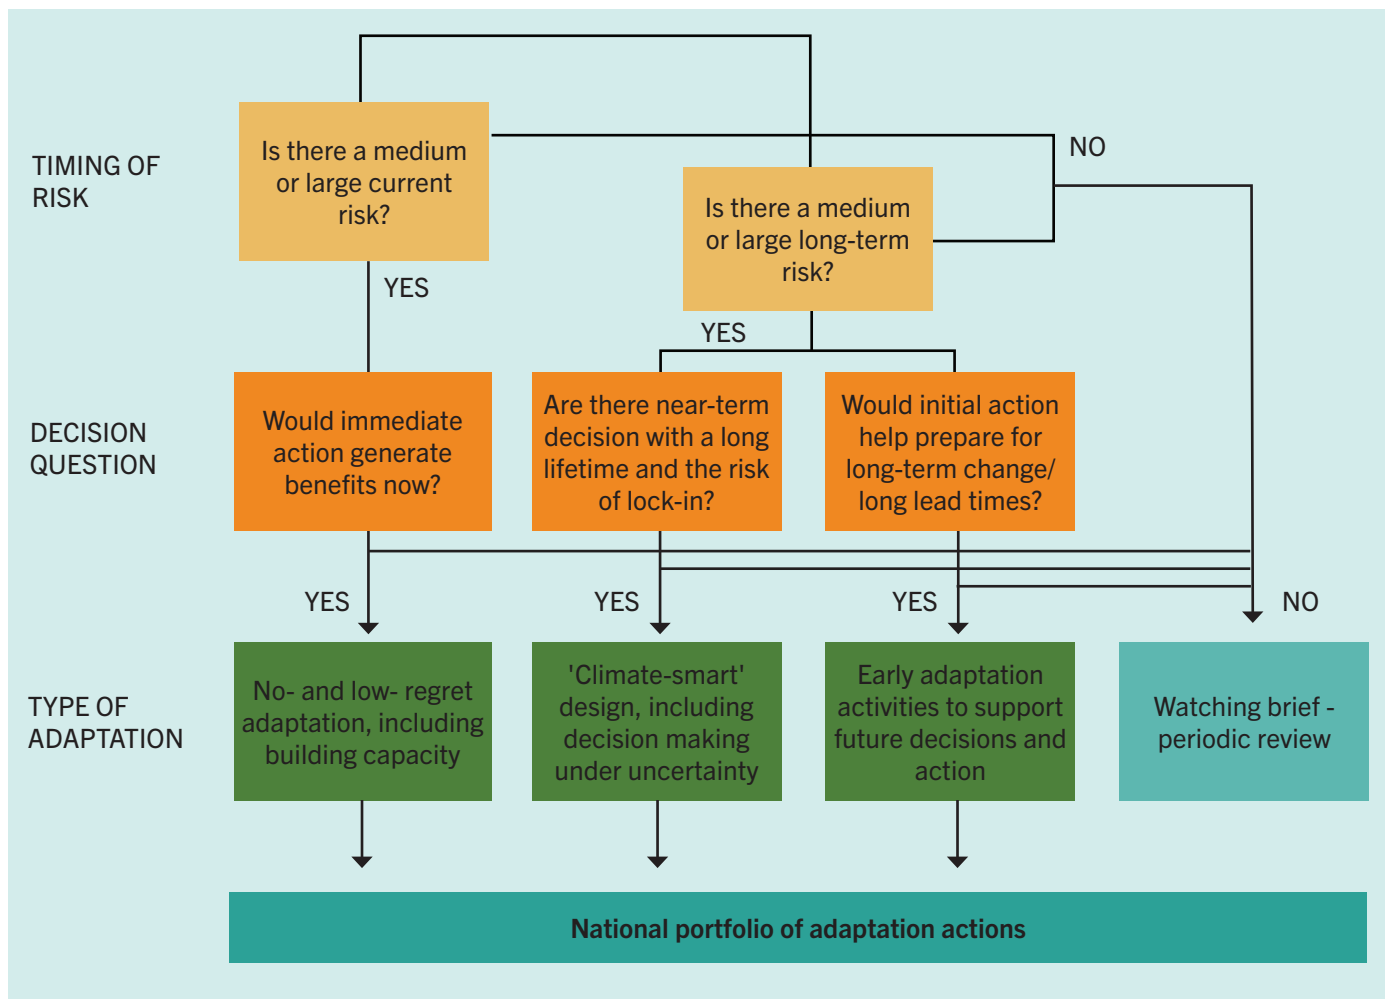 TIMING OF
RISK
Is there a medium
or large current
risk?
Is there a medium
or large long-term
risk?
NO
YES
YES
DECISION
QUESTION
Would immediate
action generate
benefits now?
Are there near-term
decision with a long
lifetime and the risk
of lock-in?
Would initial action
help prepare for
long-term change/
long lead times?
YES
YES
YES
NO
TYPE OF
ADAPTATION
No- and low- regret
adaptation, including
building capacity
'Climate-smart'
design, including
decision making
under uncertainty
Early adaptation
activities to support
future decisions and
action
Watching brief -
periodic review
National portfolio of adaptation actions